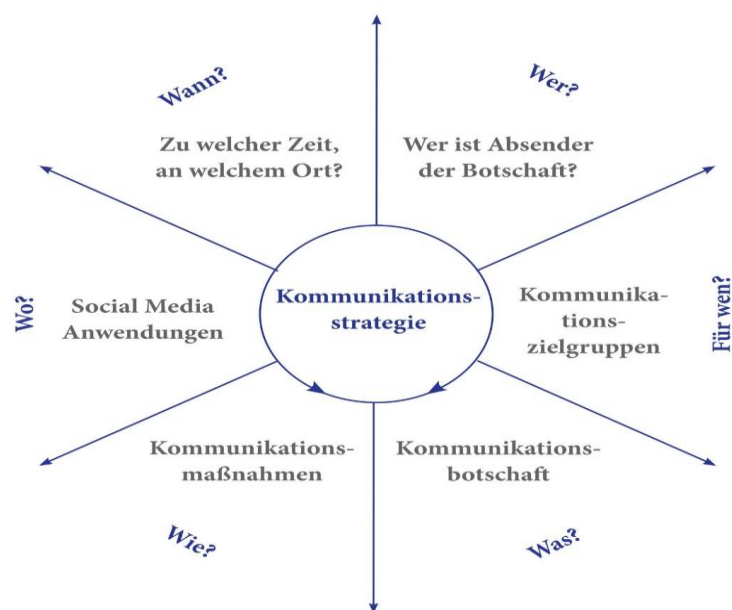 Wann?
Wer?
Zu welcher Zeit,
an welchem Ort?
Wer ist Absender
der Botschaft?
Wo?
Social Media
Anwendungen
Kommunikations-
strategie
Kommunika-
tions-
zielgruppen
Für wen?
Kommunikations-
maßnahmen
Kommunikations-
botschaft
Wie?
Was?